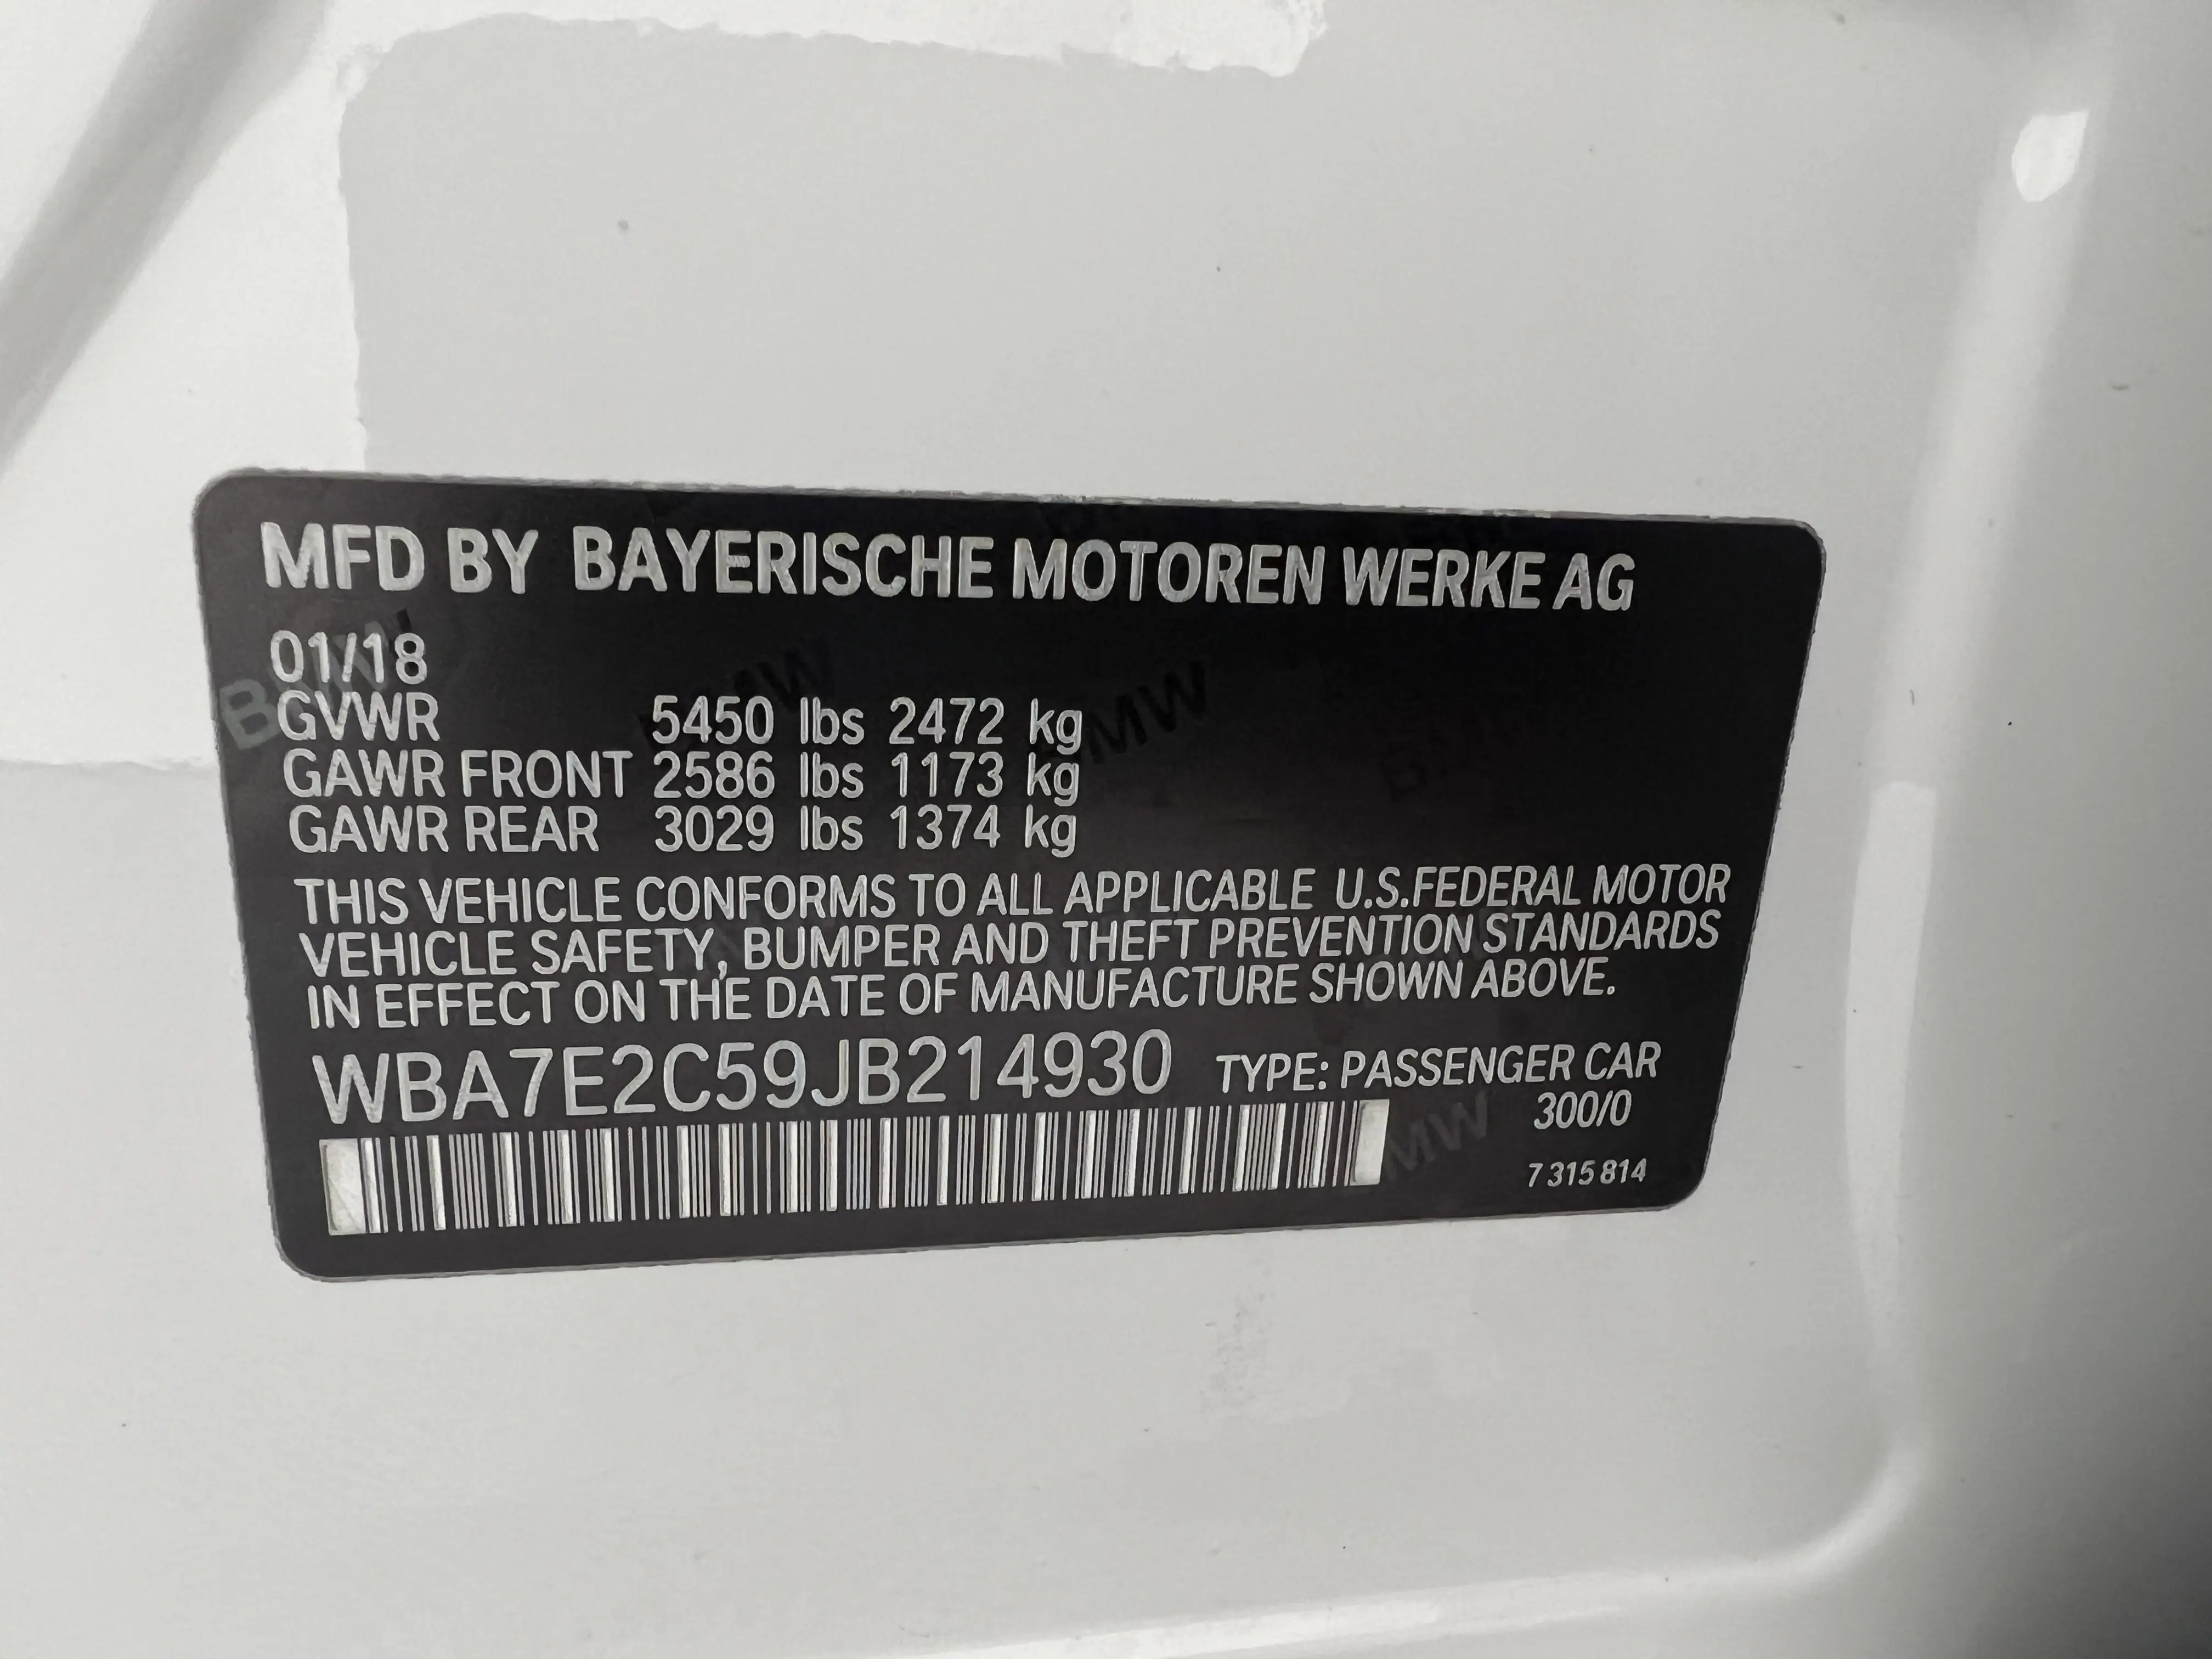 MFD BY BAYERISCHE MOTOREN WERKE AG
01/18
GVWR 5450 lbs 2472 kg
GAWR FRONT 2586 lbs 1173 kg
GAWR REAR 3029 lbs 1374 kg
THIS VEHICLE CONFORMS TO ALL APPLICABLE U.S.FEDERAL MOTOR
VEHICLE SAFETY, BUMPER AND THEFT PREVENTION STANDARDS
IN EFFECT ON THE DATE OF MANUFACTURE SHOWN ABOVE.
WBA7E2C59JB214930 TYPE: PASSENGER CAR
300/0
7 315 814